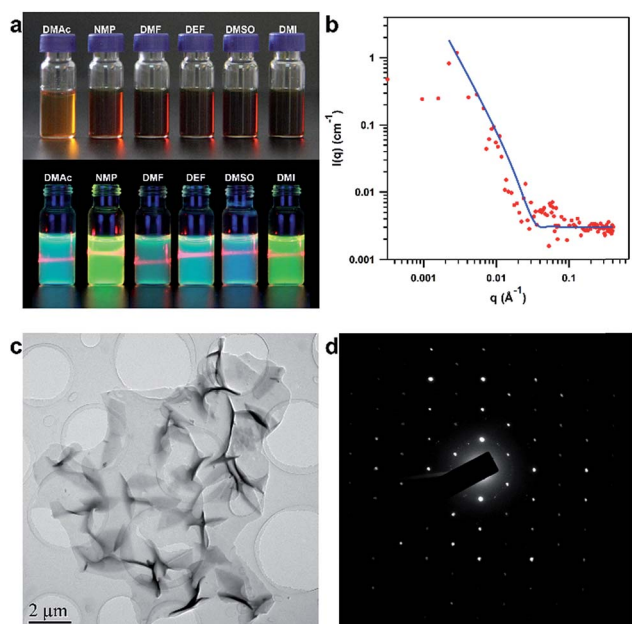 a
DMAc NMP DMF DEF DMSO DMI
DMAc NMP DMF DEF DMSO DMI
b
I(q) (cm⁻¹)
1
0.1
0.01
0.001
0.001 0.01 0.1
q (Å⁻¹)
c
2 µm
d